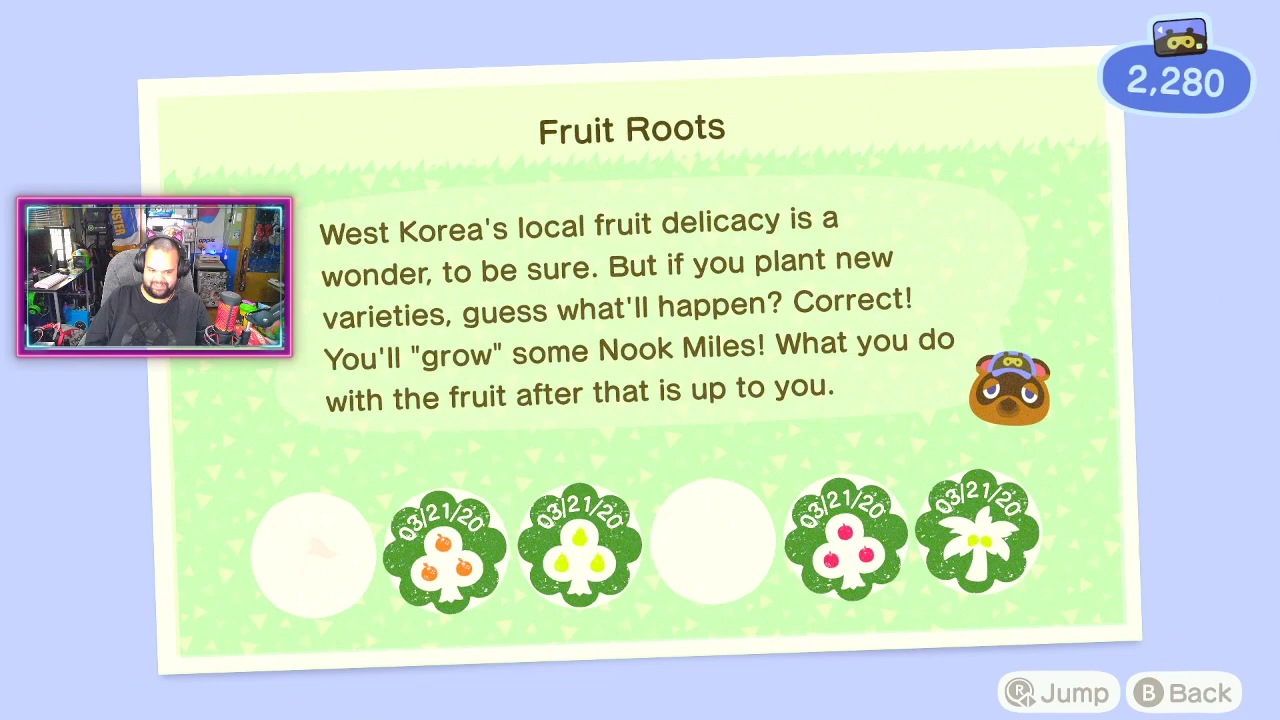 2,280
Fruit Roots
West Korea's local fruit delicacy is a
wonder, to be sure. But if you plant new
varieties, guess what'll happen? Correct!
You'll "grow" some Nook Miles! What you do
with the fruit after that is up to you.
03/21/20
03/21/20
03/21/20
03/21/20
R Jump
B Back